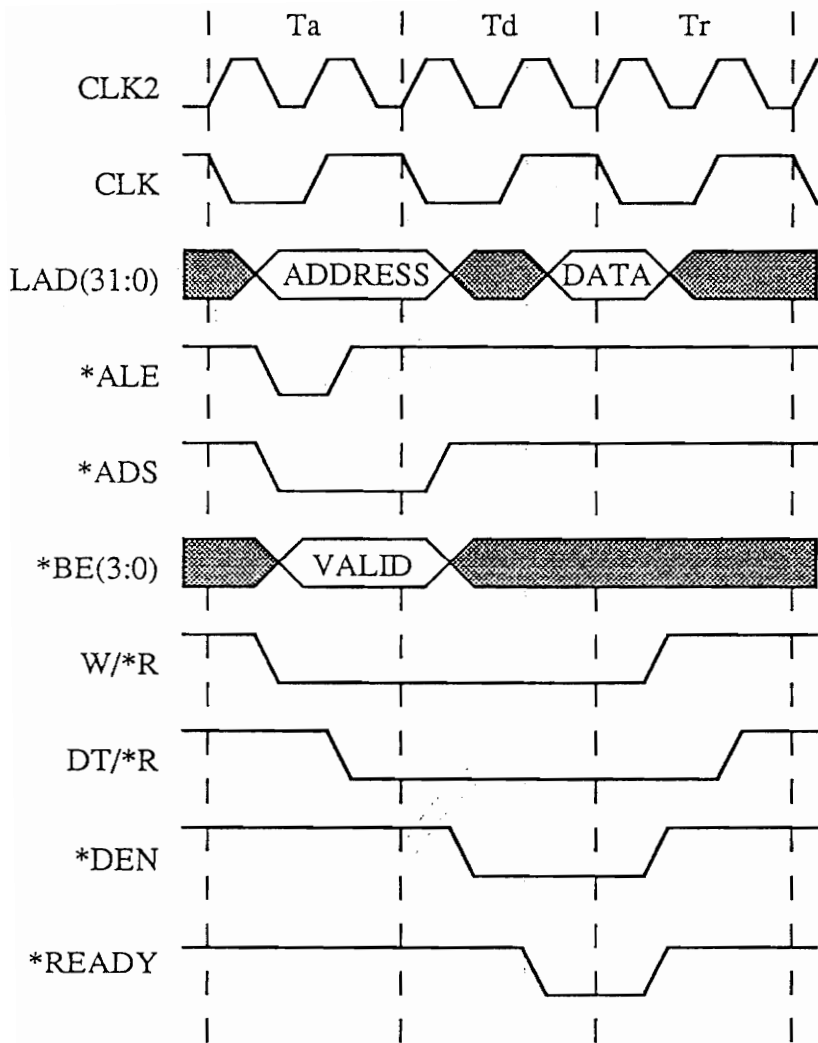 Ta Td Tr
CLK2
CLK
LAD(31:0) ADDRESS DATA
*ALE
*ADS
*BE(3:0) VALID
W/*R
DT/*R
*DEN
*READY